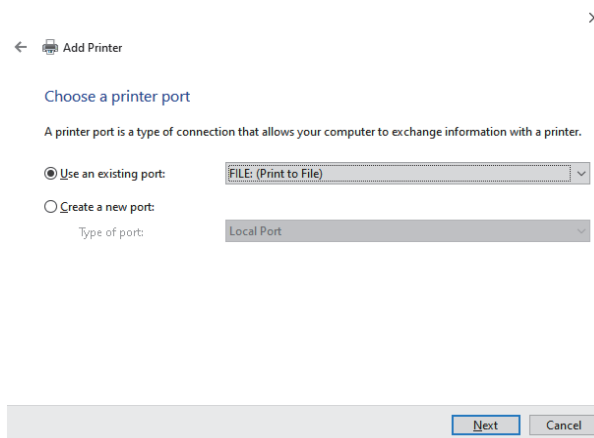 Add Printer
Choose a printer port
A printer port is a type of connection that allows your computer to exchange information with a printer.
Use an existing port: FILE: (Print to File)
Create a new port:
Type of port: Local Port
Next Cancel